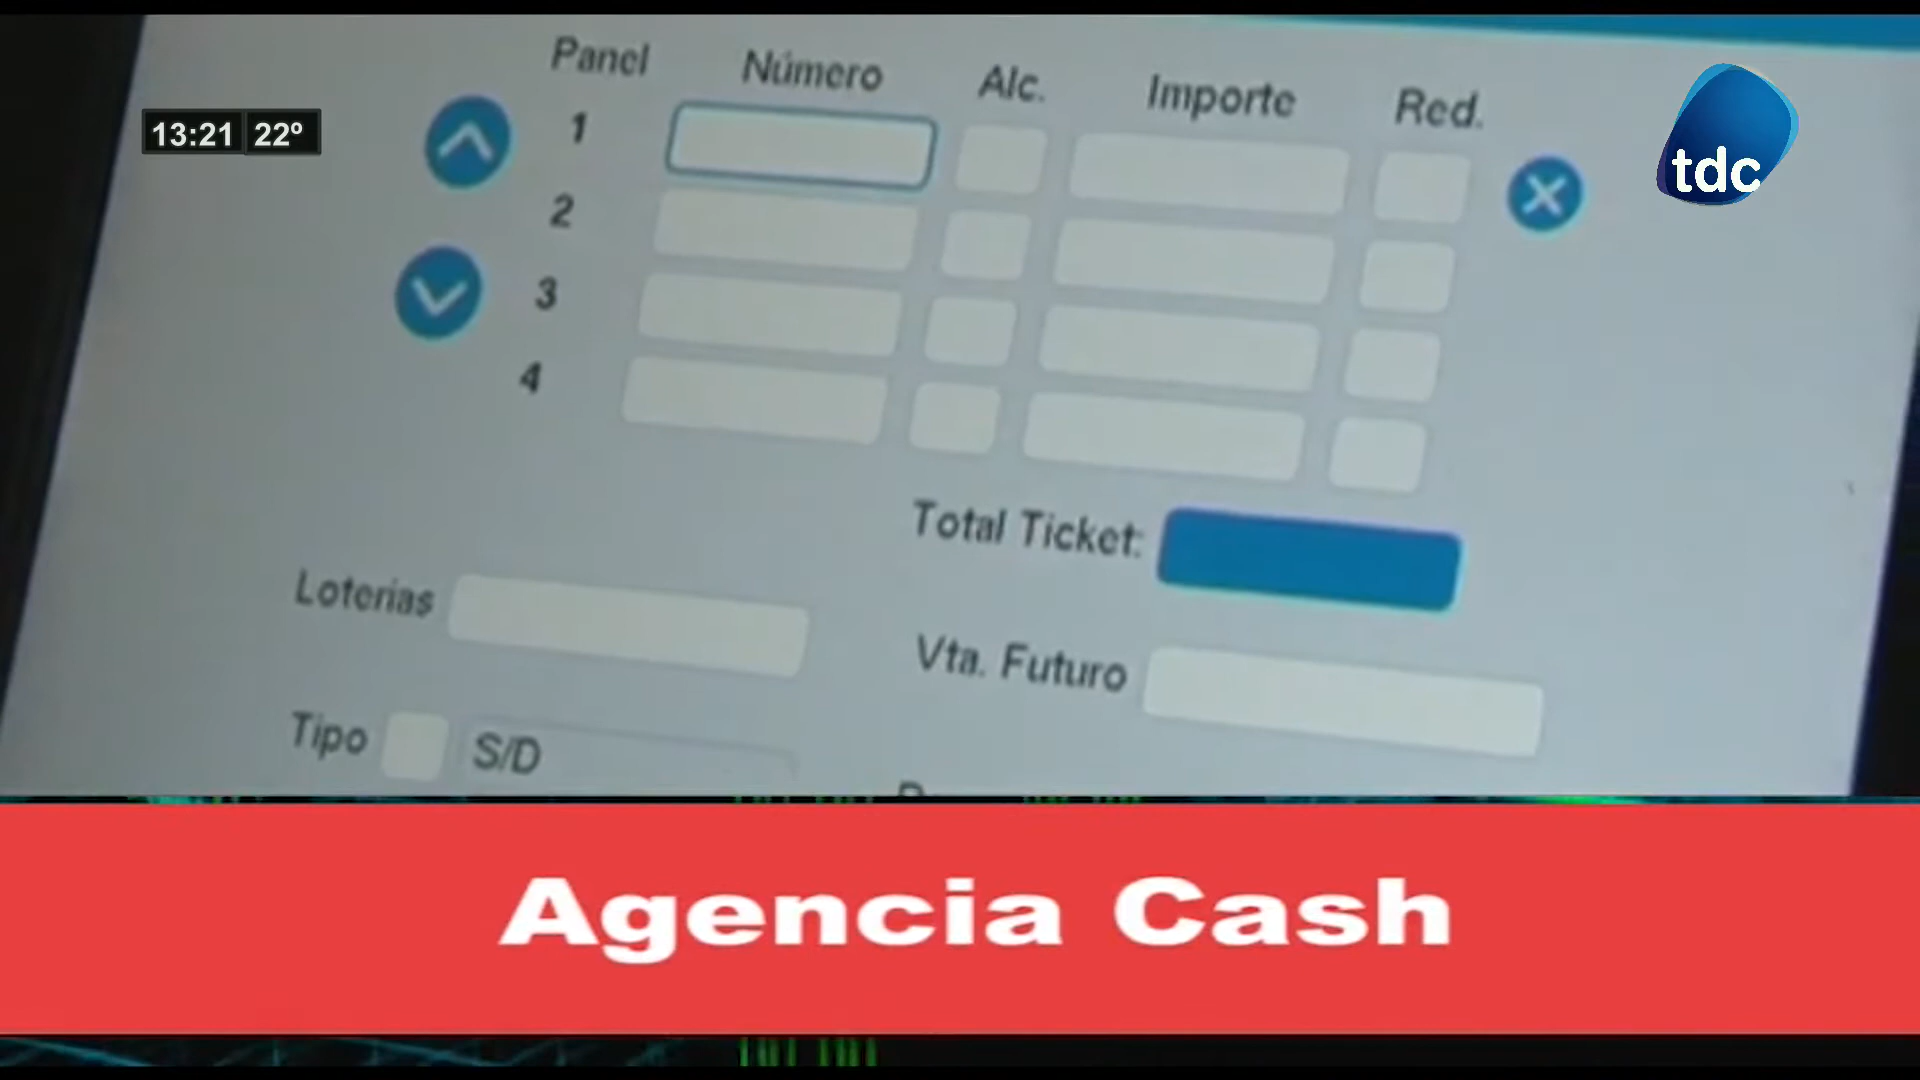 Panel Número Alc. Importe Red.
13:21 22º
tdc
1
2
3
4
Total Ticket:
Loterias
Vta. Futuro
Tipo S/D
Agencia Cash